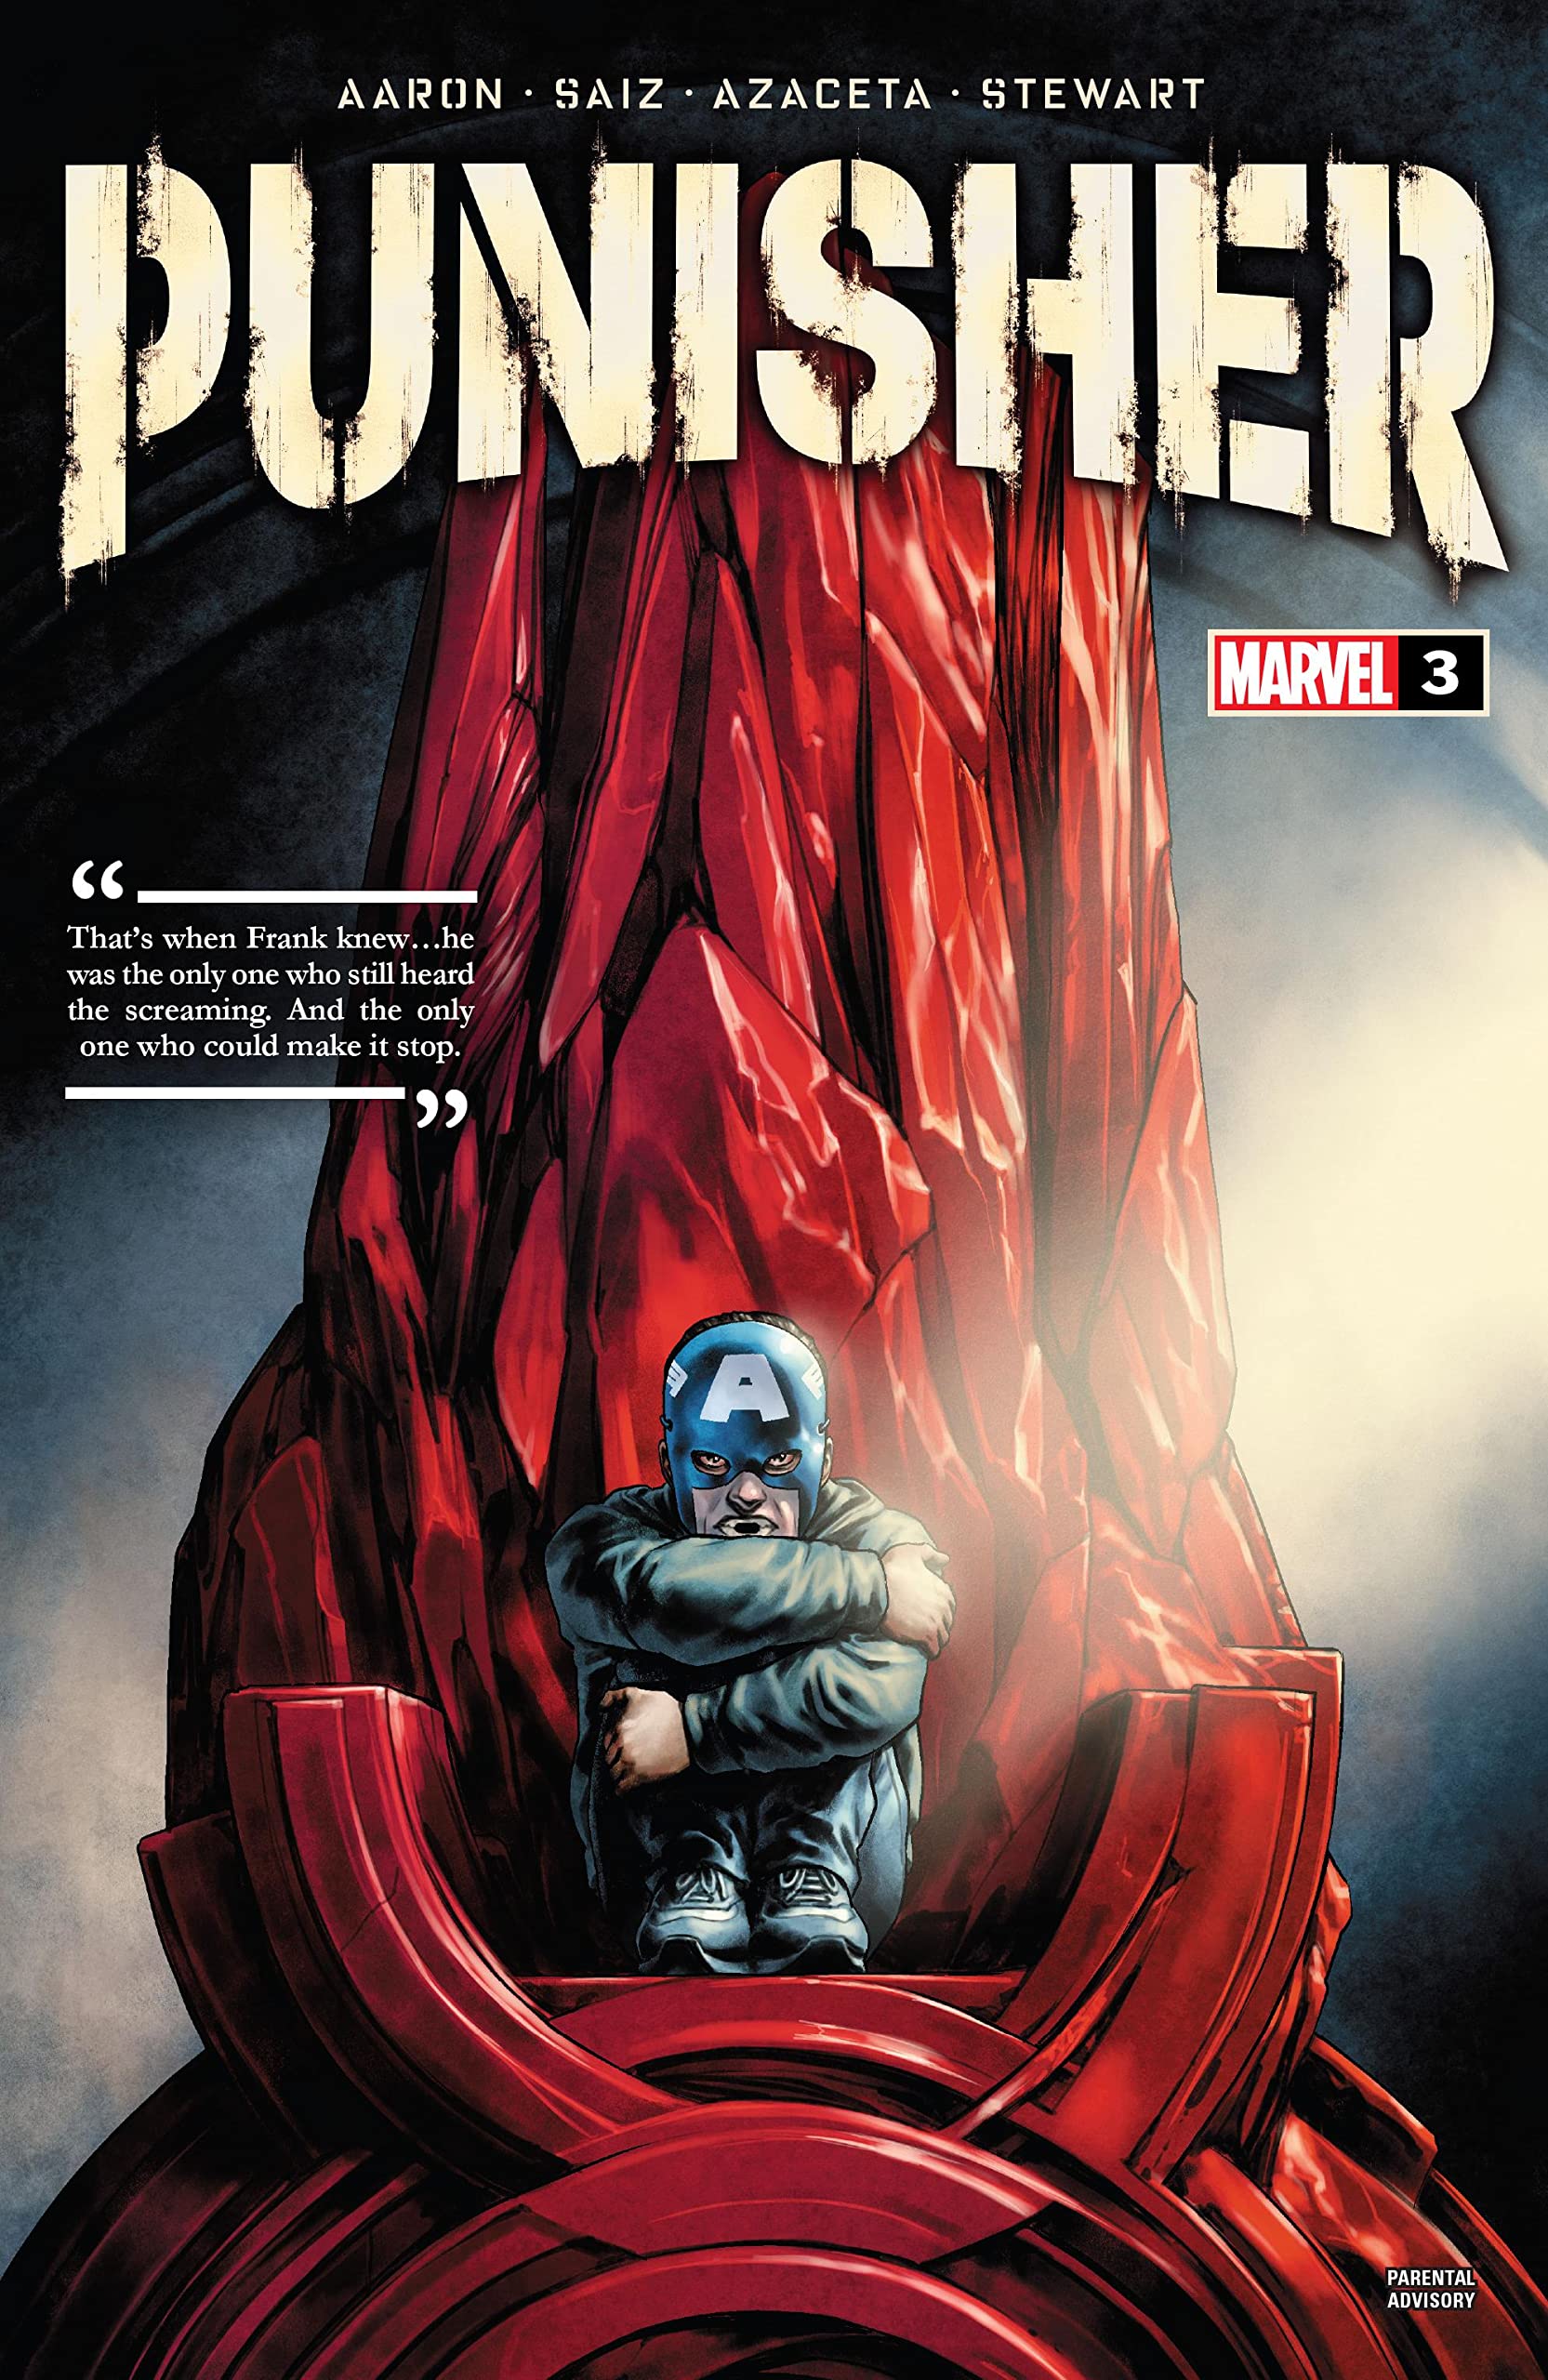 AARON · SAIZ · AZACETA · STEWART
PUNISHER
MARVEL 3
“
That’s when Frank knew...he
was the only one who still heard
the screaming. And the only
one who could make it stop.
”
A
PARENTAL
ADVISORY